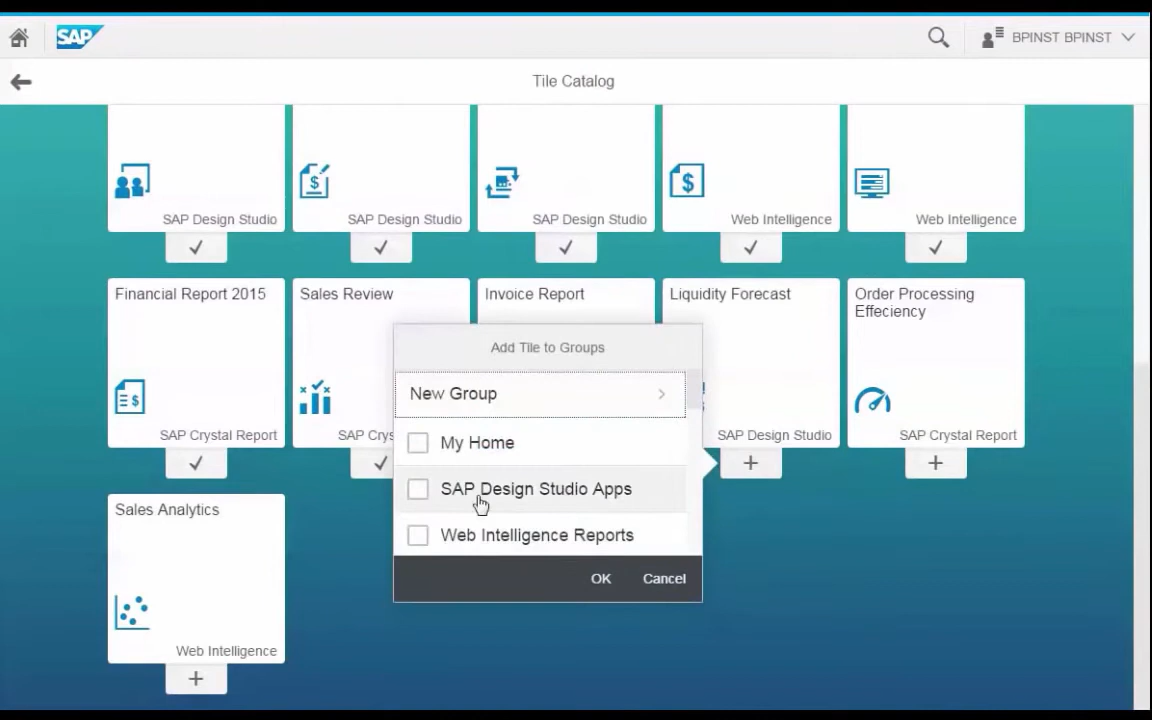 SAP
BPINST BPINST
Tile Catalog
SAP Design Studio
SAP Design Studio
SAP Design Studio
Web Intelligence
Web Intelligence
Financial Report 2015
Sales Review
Invoice Report
Liquidity Forecast
Order Processing
Effeciency
SAP Crystal Report
SAP Crys
SAP Design Studio
SAP Crystal Report
Add Tile to Groups
New Group
My Home
SAP Design Studio Apps
Web Intelligence Reports
OK
Cancel
Sales Analytics
Web Intelligence